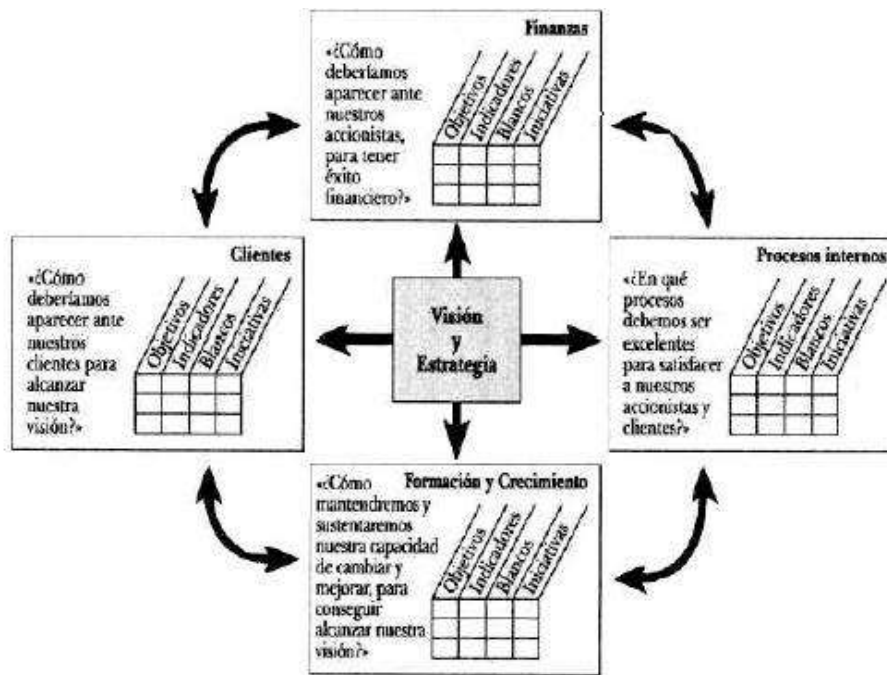 Finanzas
«¿Cómo
deberíamos
aparecer ante
nuestros
accionistas,
para tener
éxito
financiero?»
Objetivos
Indicadores
Blancos
Iniciativas
Clientes
«¿Cómo
deberíamos
aparecer ante
nuestros
clientes para
alcanzar
nuestra
visión?»
Objetivos
Indicadores
Blancos
Iniciativas
Visión
y
Estrategia
Procesos internos
«¿En qué
procesos
debemos ser
excelentes
para satisfacer
a nuestros
accionistas y
clientes?»
Objetivos
Indicadores
Blancos
Iniciativas
Formación y Crecimiento
«¿Cómo
mantendremos y
sustentaremos
nuestra capacidad
de cambiar y
mejorar, para
conseguir
alcanzar nuestra
visión?»
Objetivos
Indicadores
Blancos
Iniciativas